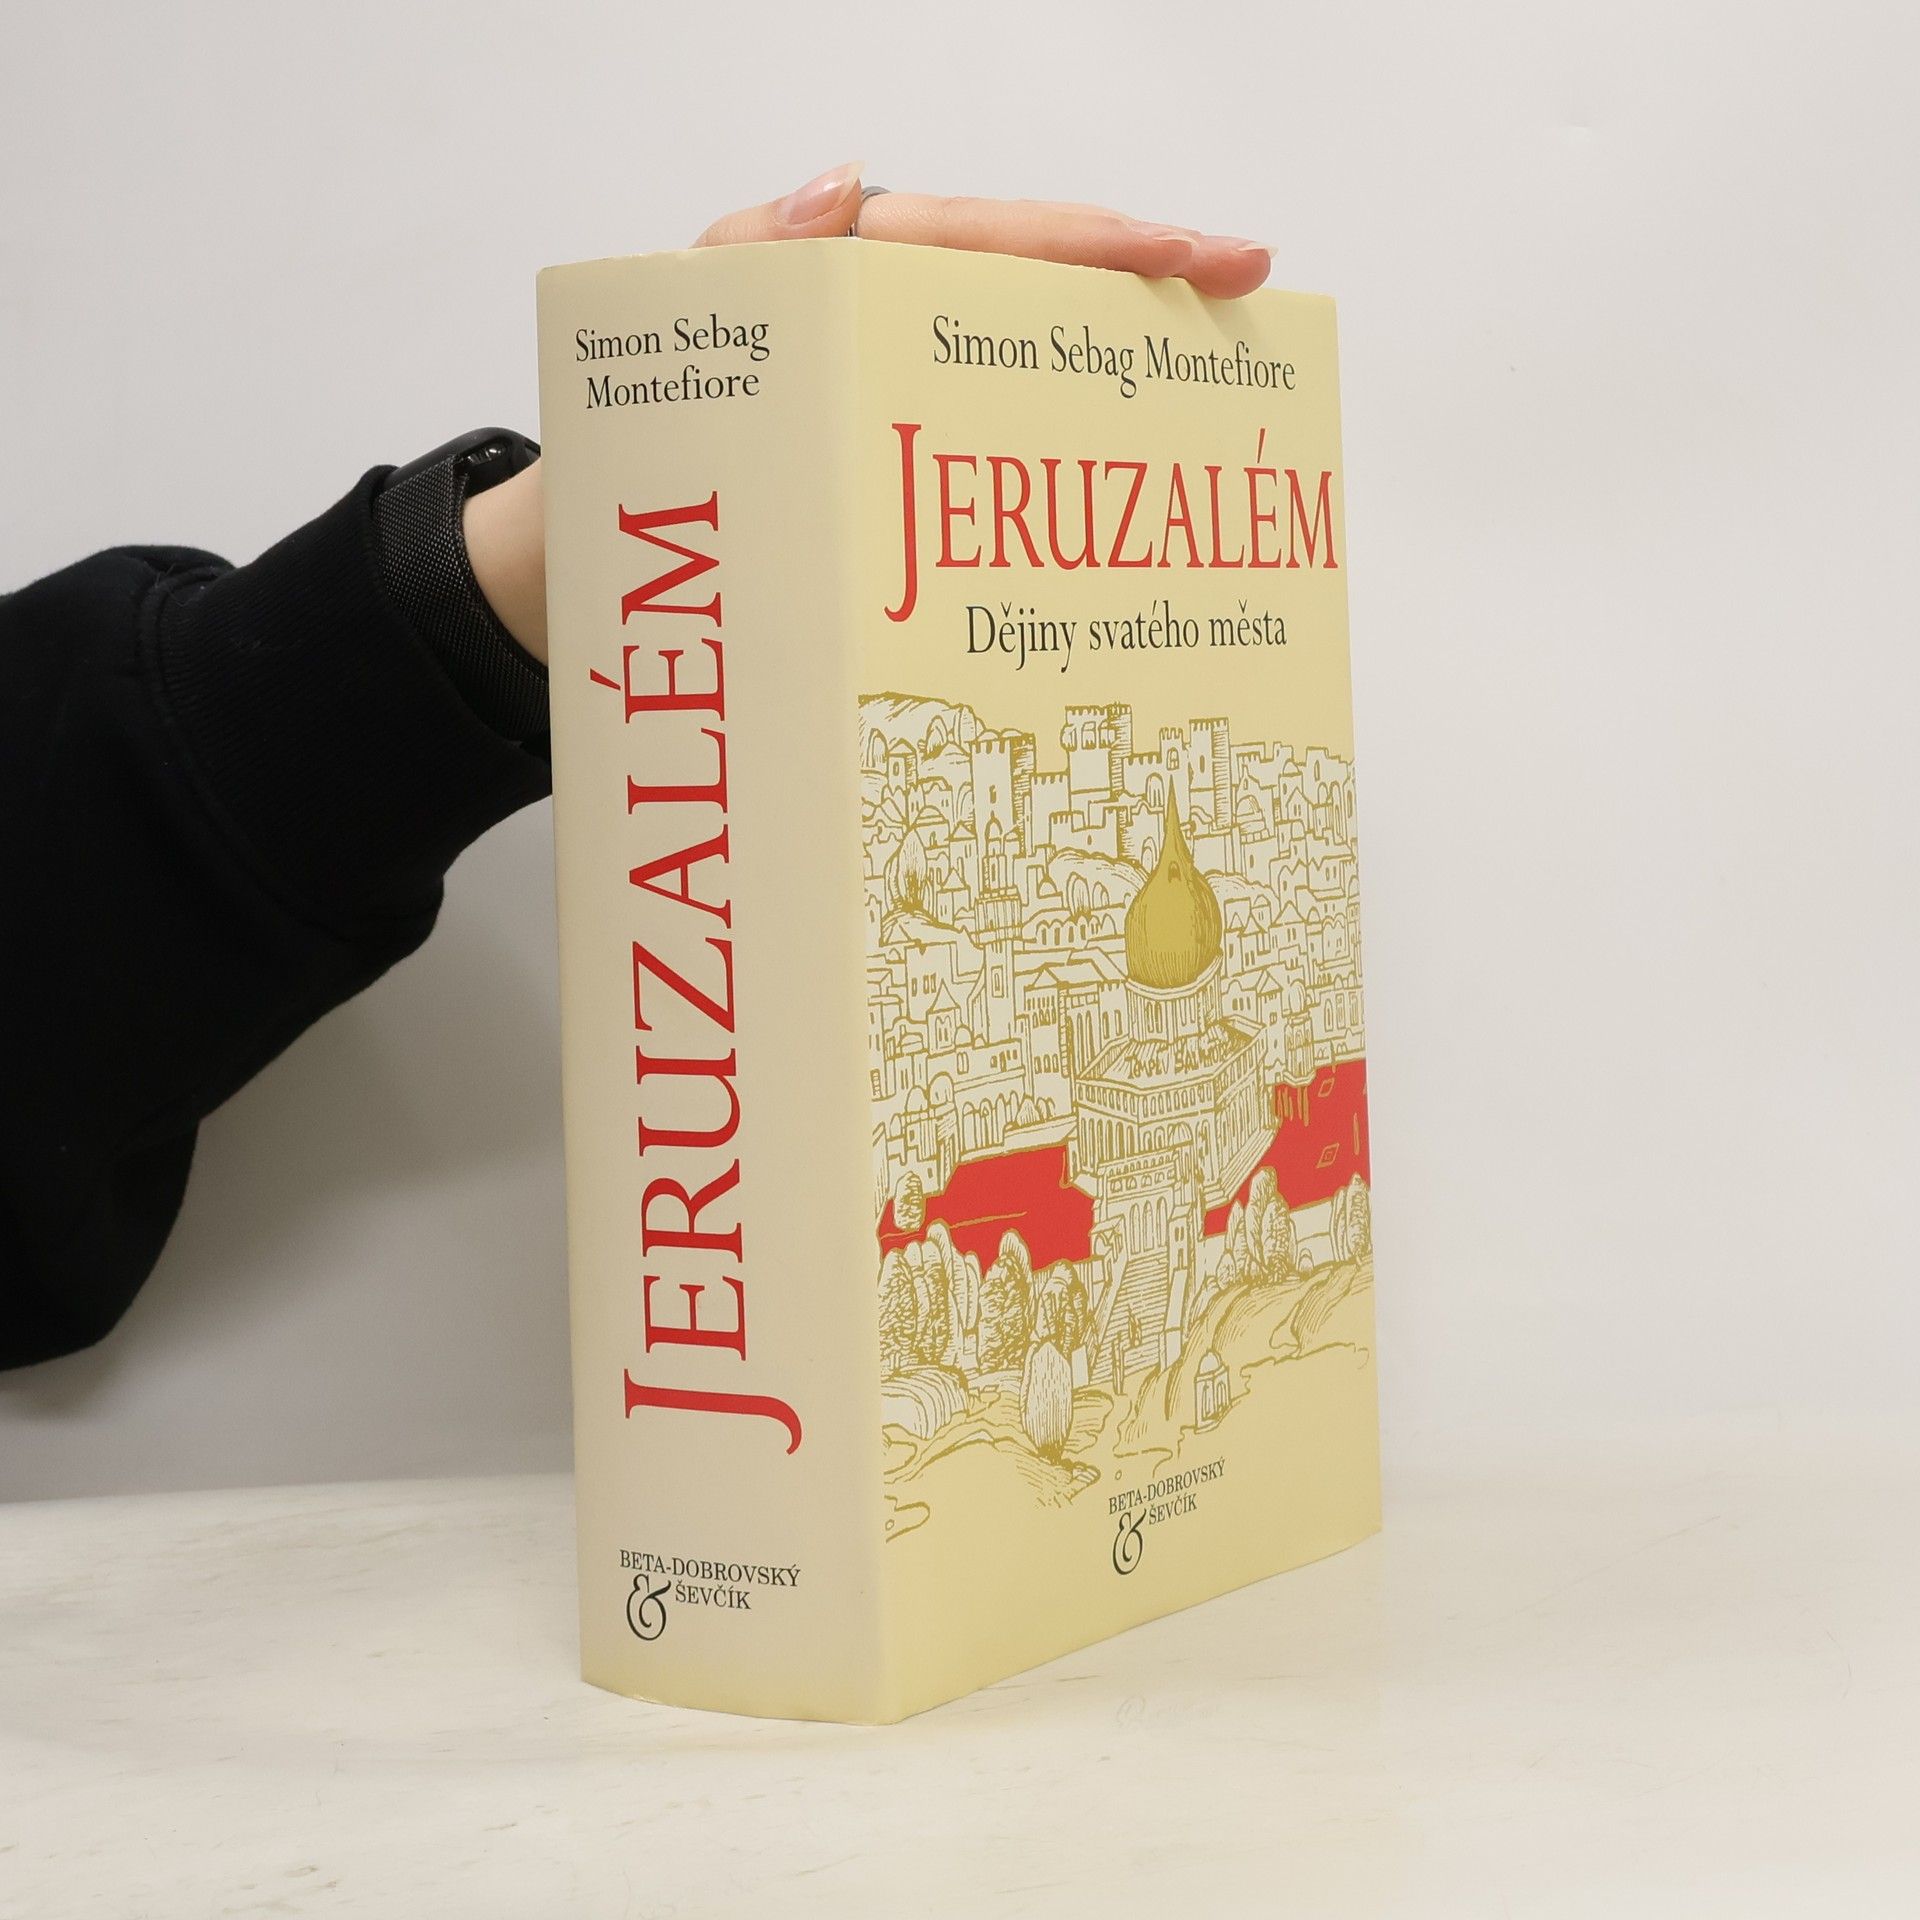 Simon Sebag
Montefiore
JERUZALÉM
BETA-DOBROVSKÝ
& ŠEVČÍK
Simon Sebag Montefiore
JERUZALÉM
Dějiny svatého města
BETA-DOBROVSKÝ
& ŠEVČÍK